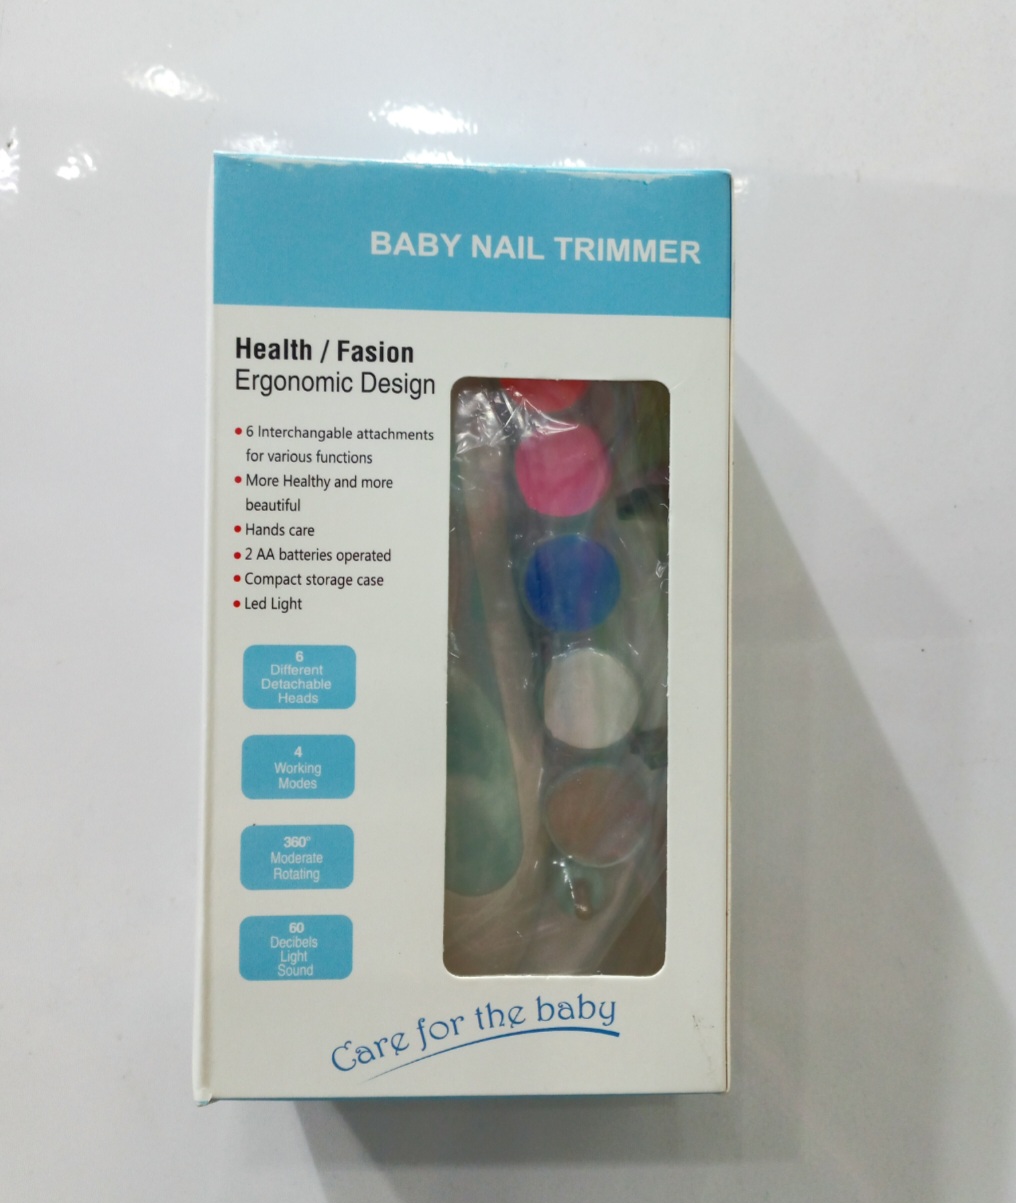 BABY NAIL TRIMMER
Health / Fasion
Ergonomic Design
• 6 Interchangable attachments
for various functions
• More Healthy and more
beautiful
• Hands care
• 2 AA batteries operated
• Compact storage case
• Led Light
6
Different
Detachable
Heads
4
Working
Modes
360°
Moderate
Rotating
60
Decibels
Light
Sound
Care for the baby